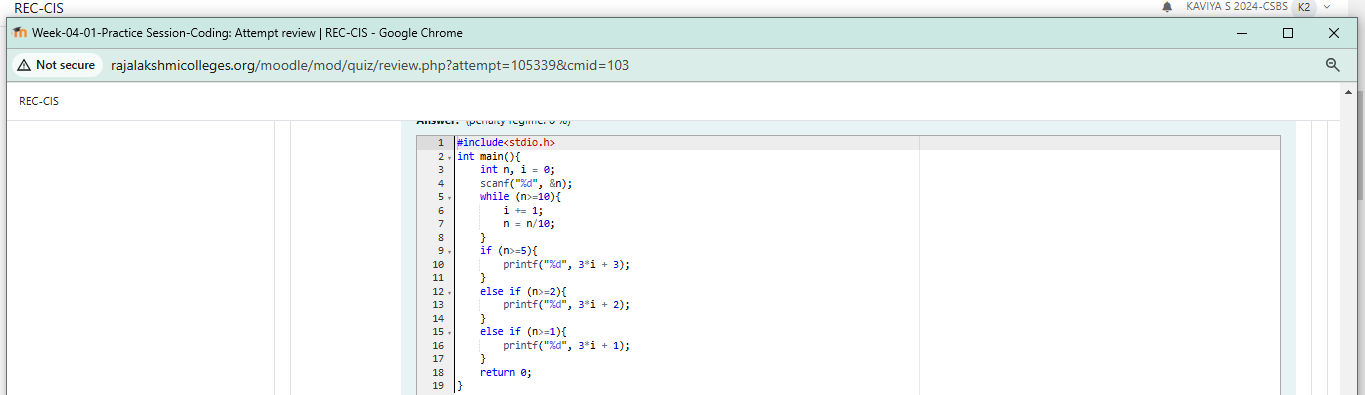 REC-CIS
KAVIYA S 2024-CSBS K2
Week-04-01-Practice Session-Coding: Attempt review | REC-CIS - Google Chrome
Not secure rajalakshmicolleges.org/moodle/mod/quiz/review.php?attempt=105339&cmid=103
REC-CIS
Answer: (penalty regime: 0 %)
1 #include<stdio.h>
2 int main(){
3 int n, i = 0;
4 scanf("%d", &n);
5 while (n>=10){
6 i += 1;
7 n = n/10;
8 }
9 if (n>=5){
10 printf("%d", 3*i + 3);
11 }
12 else if (n>=2){
13 printf("%d", 3*i + 2);
14 }
15 else if (n>=1){
16 printf("%d", 3*i + 1);
17 }
18 return 0;
19 }